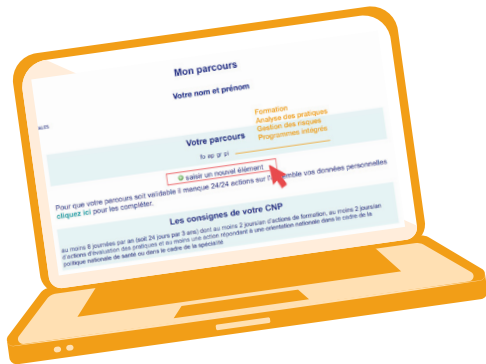 Mon parcours
Votre nom et prénom
Formation
Analyse des pratiques
Gestion des risques
Programmes intégrés
Votre parcours
fo ep gr pi
saisir un nouvel élément
Pour que votre parcours soit validable il manque 24/24 actions sur l' vos données personnelles
cliquez ici pour les compléter.
Les consignes de votre CNP
au moins 8 journées par an (soit 24 jours par 3 ans) dont au moins 2 jours/an d'actions de formation, au moins 2 jours/an
d'actions d'évaluation des pratiques et au moins une action répondant à une orientation nationale dans le cadre de la
politique nationale de santé ou dans le cadre de la spécialité